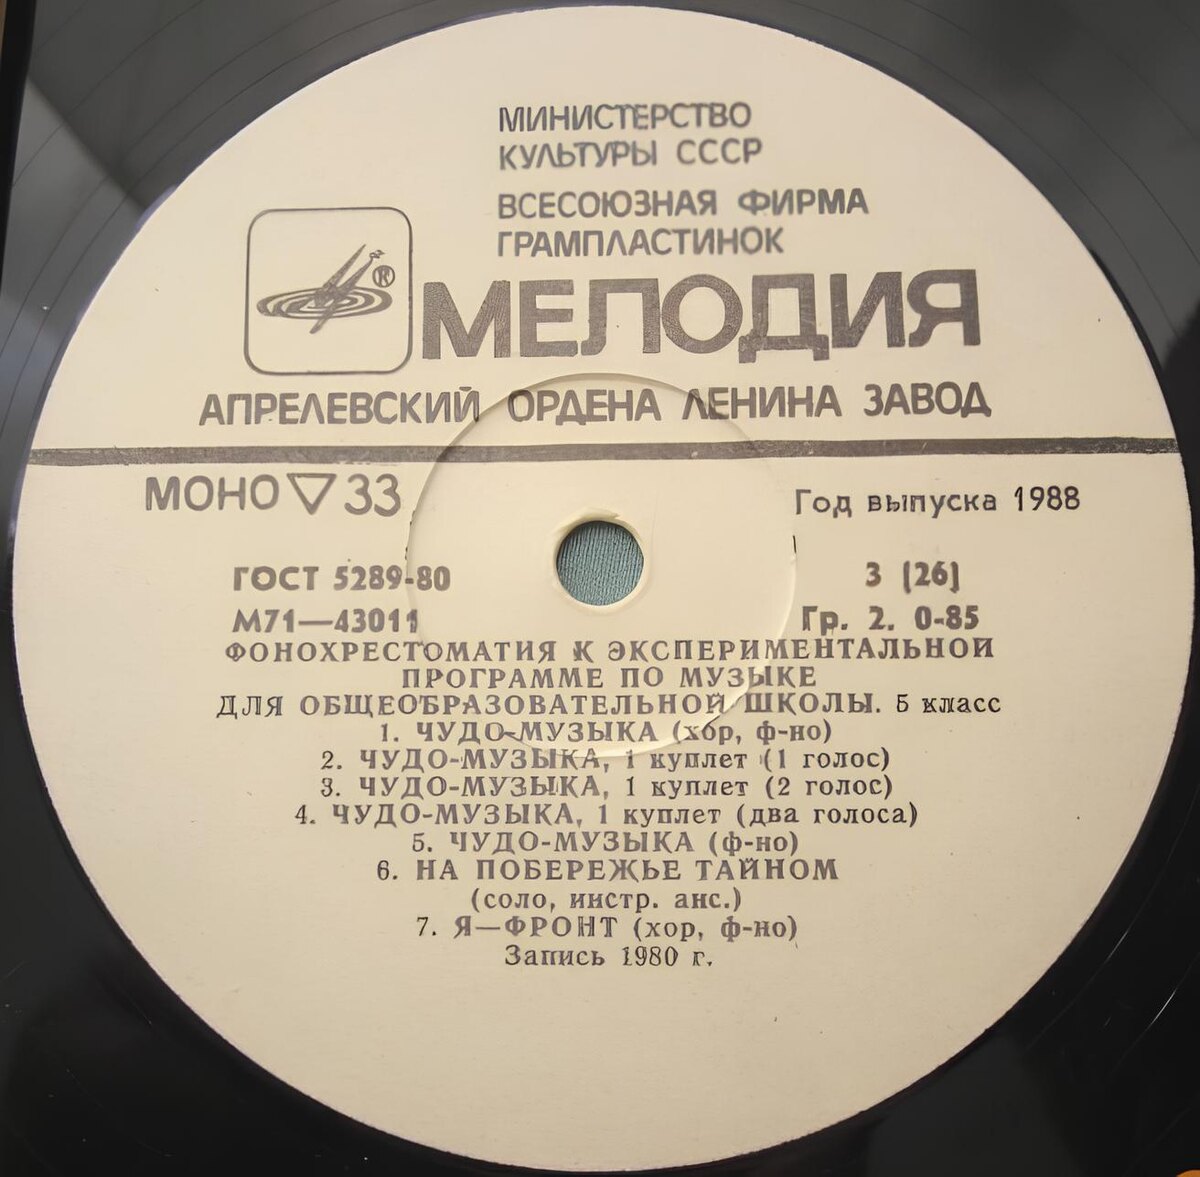 МИНИСТЕРСТВО
КУЛЬТУРЫ СССР
ВСЕСОЮЗНАЯ ФИРМА
ГРАМПЛАСТИНОК
®
МЕЛОДИЯ
АПРЕЛЕВСКИЙ ОРДЕНА ЛЕНИНА ЗАВОД
МОНО ▽ 33
Год выпуска 1988
ГОСТ 5289-80
3 (26)
М71—43011
Гр. 2. 0-85
ФОНОХРЕСТОМАТИЯ К ЭКСПЕРИМЕНТАЛЬНОЙ
ПРОГРАММЕ ПО МУЗЫКЕ
ДЛЯ ОБЩЕОБРАЗОВАТЕЛЬНОЙ ШКОЛЫ. 5 класс
1. ЧУДО-МУЗЫКА (хор, ф-но)
2. ЧУДО-МУЗЫКА, 1 куплет (1 голос)
3. ЧУДО-МУЗЫКА, 1 куплет (2 голос)
4. ЧУДО-МУЗЫКА, 1 куплет (два голоса)
5. ЧУДО-МУЗЫКА (ф-но)
6. НА ПОБЕРЕЖЬЕ ТАЙНОМ
(соло, инстр. анс.)
7. Я—ФРОНТ (хор, ф-но)
Запись 1980 г.